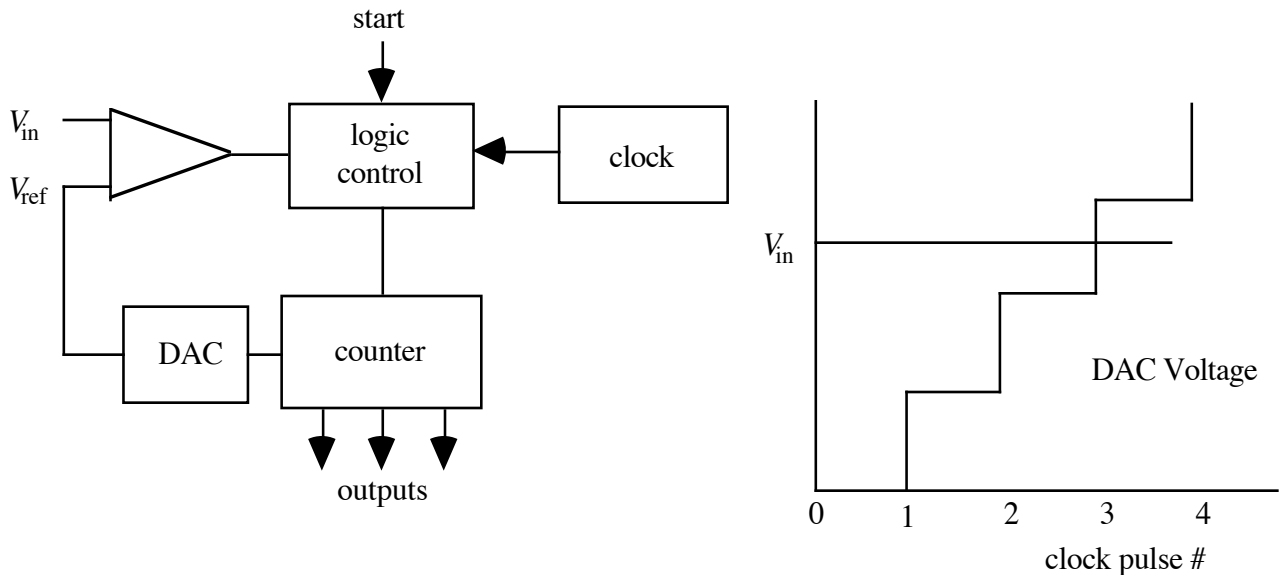 start
V_in
V_ref
logic
control
clock
DAC
counter
outputs
V_in
DAC Voltage
0 1 2 3 4
clock pulse #